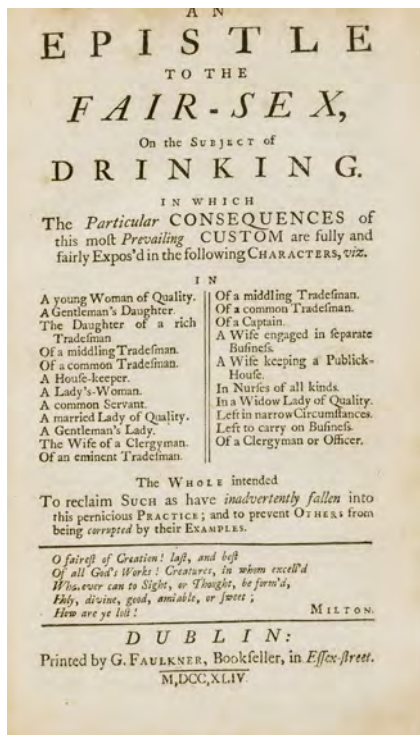 AN
EPISTLE
TO THE
FAIR-SEX,
On the SUBJECT of
DRINKING.
IN WHICH
The Particular CONSEQUENCES of
this moſt Prevailing CUSTOM are fully and
fairly Expos'd in the following CHARACTERS, viz.
IN
A young Woman of Quality.
A Gentleman's Daughter.
The Daughter of a rich
Tradeſman
Of a middling Tradeſman.
Of a common Tradeſman.
A Houſe-keeper.
A Lady's-Woman.
A common Servant.
A married Lady of Quality.
A Gentleman's Lady.
The Wife of a Clergyman.
Of an eminent Tradeſman.
Of a middling Tradeſman.
Of a common Tradeſman.
Of a Captain.
A Wife engaged in ſeparate
Buſineſs.
A Wife keeping a Publick-
Houſe.
In Nurſes of all kinds.
In a Widow Lady of Quality.
Left in narrow Circumſtances.
Left to carry on Buſineſs.
Of a Clergyman or Officer.
The WHOLE intended
To reclaim SUCH as have inadvertently fallen into
this pernicious PRACTICE; and to prevent OTHERS from
being corrupted by their EXAMPLES.
O faireſt of Creation! laſt, and beſt
Of all God's Works! Creatures, in whom excell'd
Whatever can to Sight, or Thought, be form'd,
Holy, divine, good, amiable, or ſweet;
How are ye loſt!
MILTON.
DUBLIN:
Printed by G. FAULKNER, Bookſeller, in Eſſex-ſtreet.
M,DCC,XLIV.